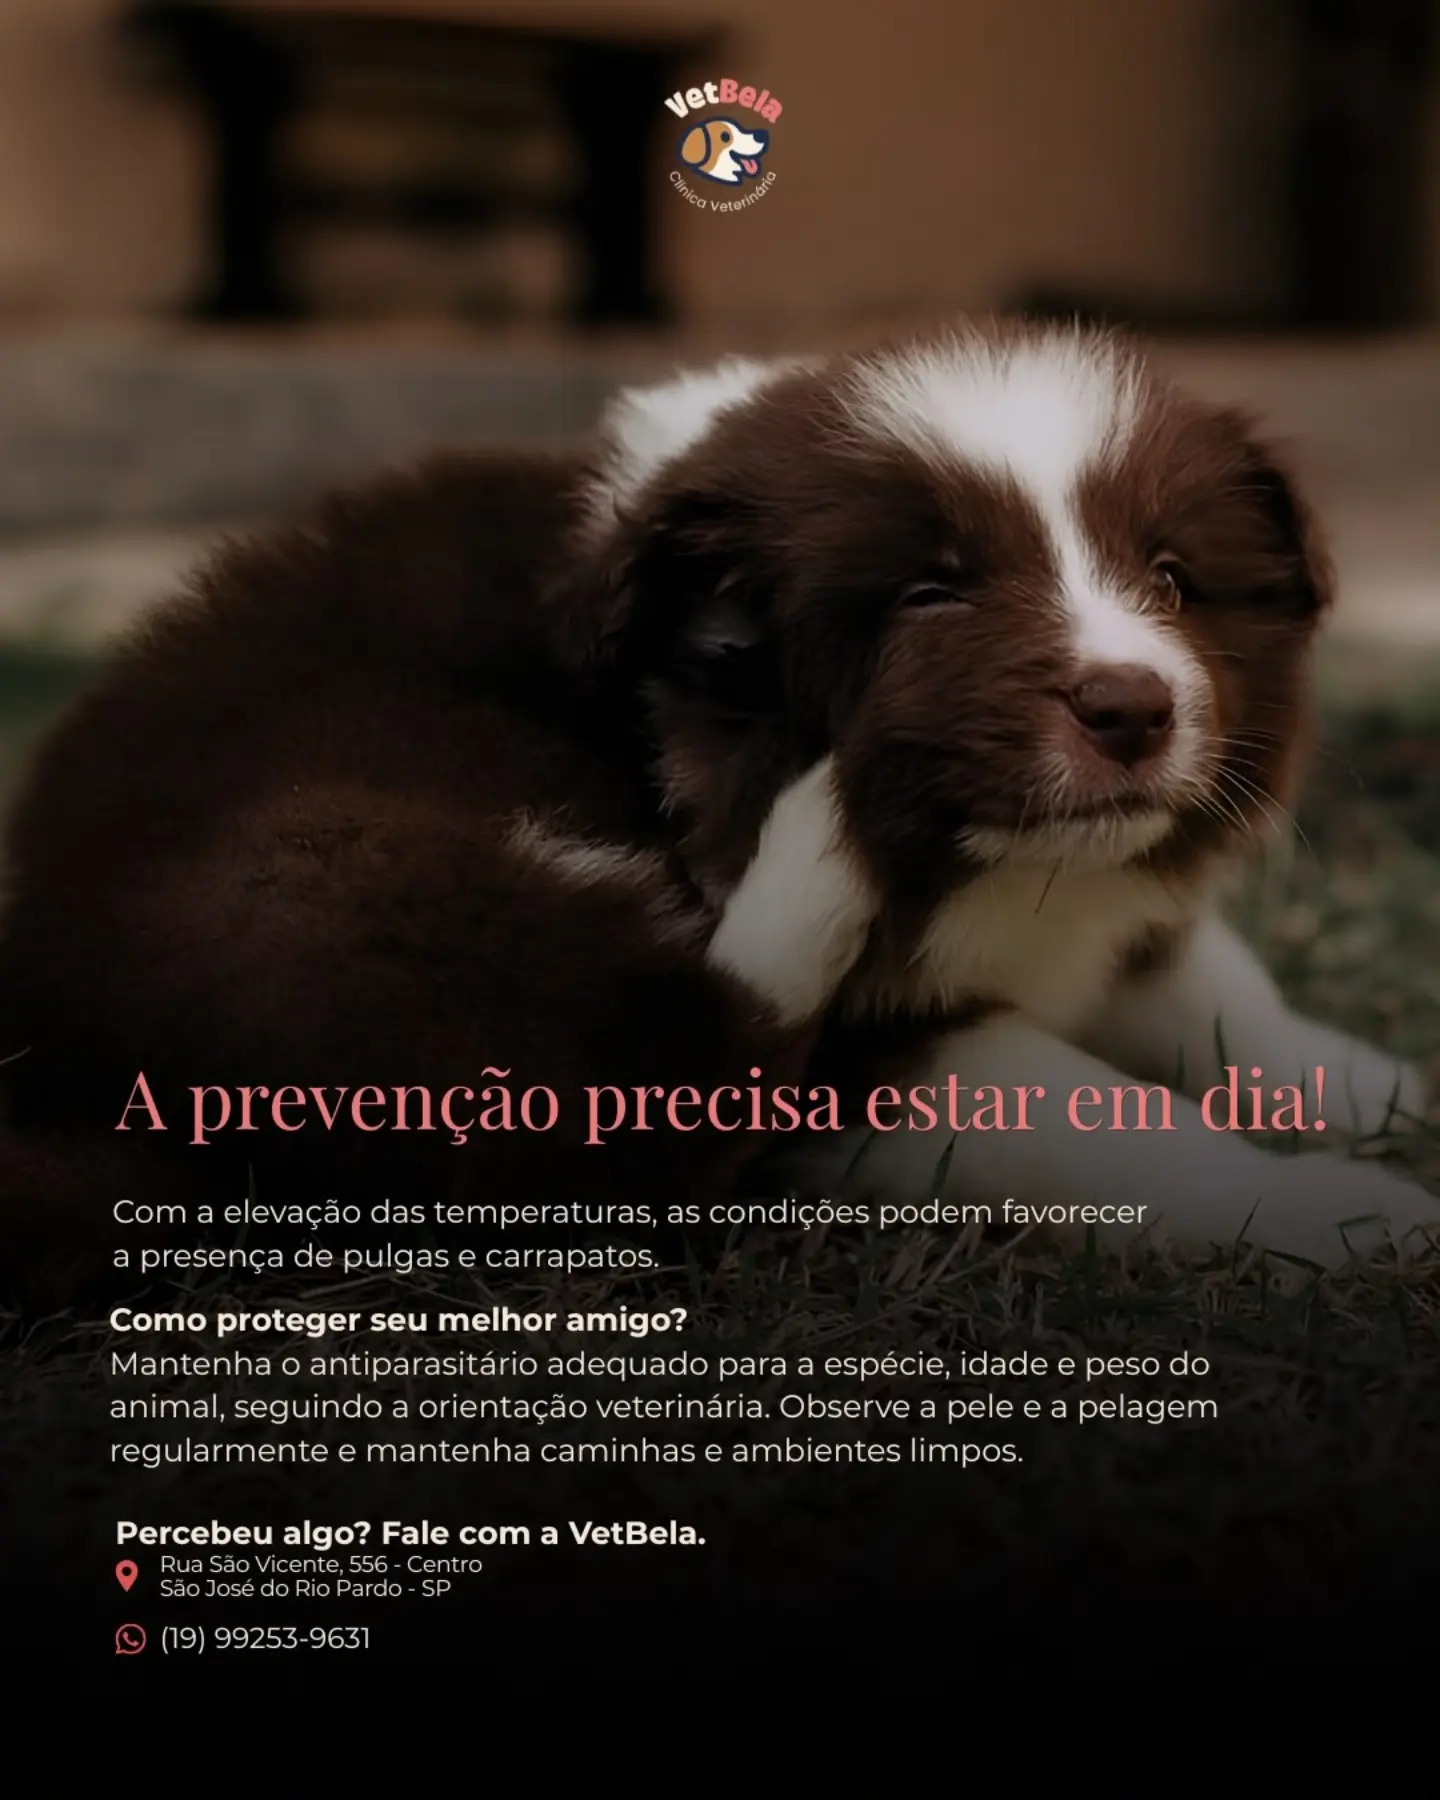 VetBela
Clínica Veterinária
A prevenção precisa estar em dia!
Com a elevação das temperaturas, as condições podem favorecer
a presença de pulgas e carrapatos.
Como proteger seu melhor amigo?
Mantenha o antiparasitário adequado para a espécie, idade e peso do
animal, seguindo a orientação veterinária. Observe a pele e a pelagem
regularmente e mantenha caminhas e ambientes limpos.
Percebeu algo? Fale com a VetBela.
Rua São Vicente, 556 - Centro
São José do Rio Pardo - SP
(19) 99253-9631